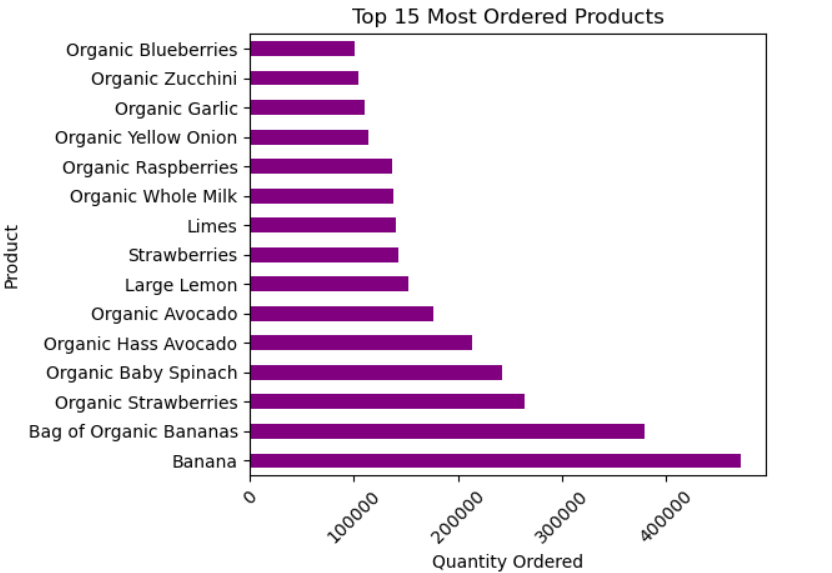 Top 15 Most Ordered Products
Organic Blueberries
Organic Zucchini
Organic Garlic
Organic Yellow Onion
Organic Raspberries
Organic Whole Milk
Limes
Strawberries
Large Lemon
Organic Avocado
Organic Hass Avocado
Organic Baby Spinach
Organic Strawberries
Bag of Organic Bananas
Banana
Product
0
100000
200000
300000
400000
Quantity Ordered